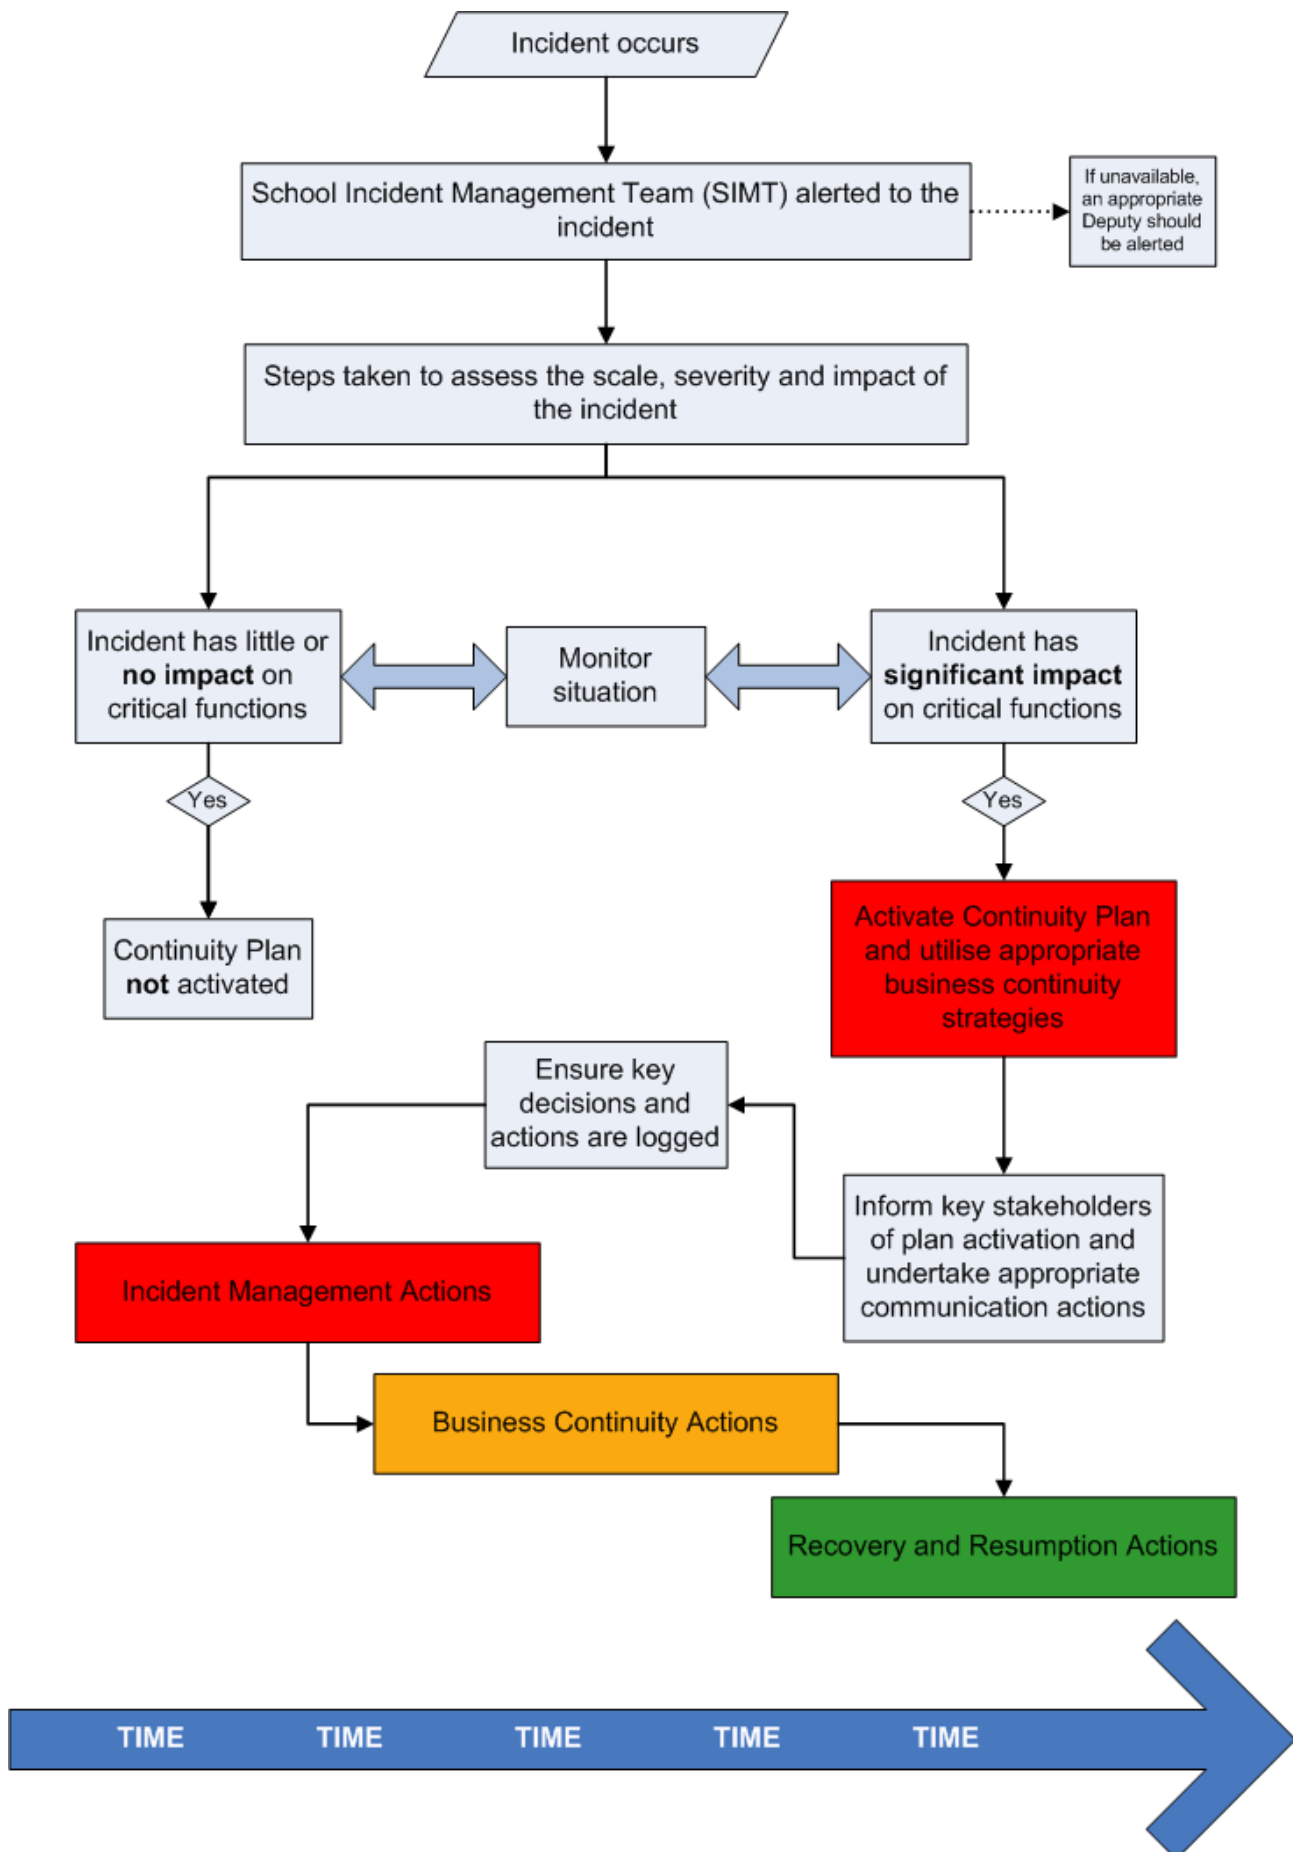 Incident occurs
School Incident Management Team (SIMT) alerted to the
incident
If unavailable,
an appropriate
Deputy should
be alerted
Steps taken to assess the scale, severity and impact of
the incident
Incident has little or
no impact on
critical functions
Monitor
situation
Incident has
significant impact
on critical functions
Yes
Yes
Continuity Plan
not activated
Activate Continuity Plan
and utilise appropriate
business continuity
strategies
Ensure key
decisions and
actions are logged
Inform key stakeholders
of plan activation and
undertake appropriate
communication actions
Incident Management Actions
Business Continuity Actions
Recovery and Resumption Actions
TIME TIME TIME TIME TIME